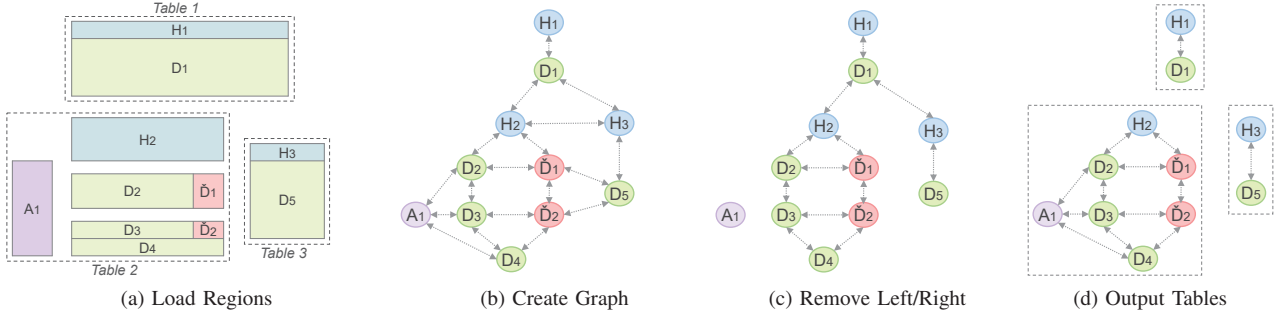 Table 1
H1
D1
H2
D2
Ď1
A1
D3
Ď2
D4
Table 2
H3
D5
Table 3
(a) Load Regions
H1
D1
H2
H3
D2
Ď1
D5
A1
D3
Ď2
D4
(b) Create Graph
H1
D1
H2
H3
D2
Ď1
D5
A1
D3
Ď2
D4
(c) Remove Left/Right
H1
D1
H2
H3
D2
Ď1
D5
A1
D3
Ď2
D4
(d) Output Tables